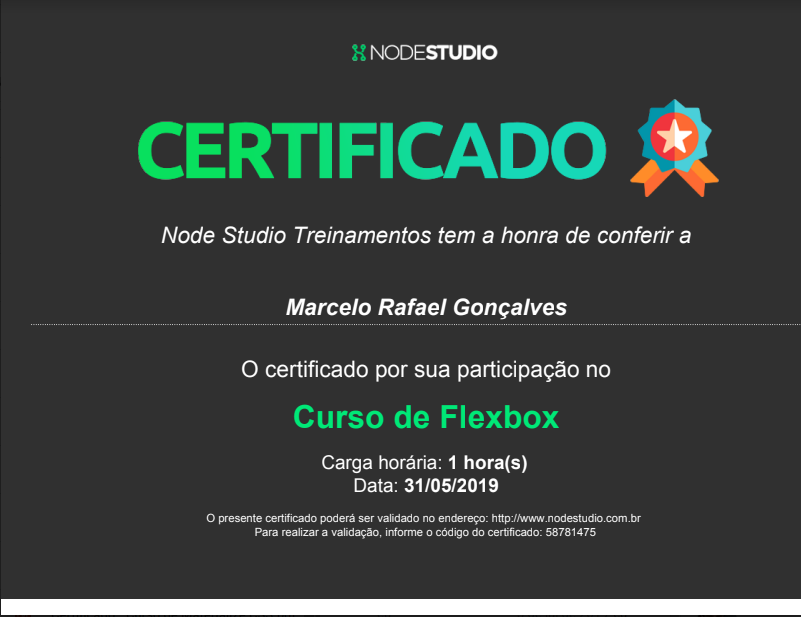 NODESTUDIO
CERTIFICADO
Node Studio Treinamentos tem a honra de conferir a
Marcelo Rafael Gonçalves
O certificado por sua participação no
Curso de Flexbox
Carga horária: 1 hora(s)
Data: 31/05/2019
O presente certificado poderá ser validado no endereço: http://www.nodestudio.com.br
Para realizar a validação, informe o código do certificado: 58781475